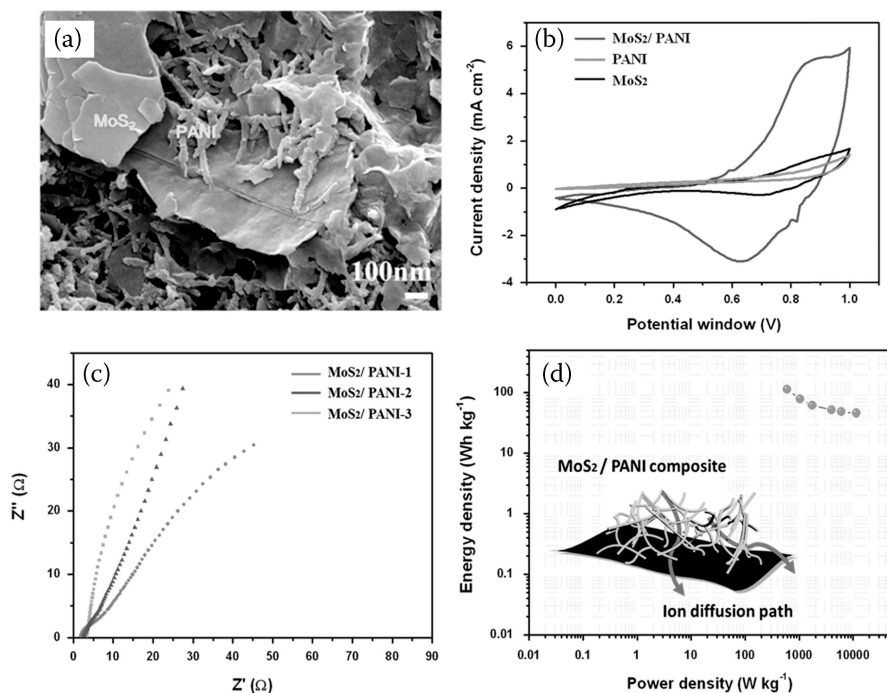 (a)
MoS2
PANI
100nm
(b)
MoS2/ PANI
PANI
MoS2
Current density (mA cm-2)
6
4
2
0
-2
-4
0.0 0.2 0.4 0.6 0.8 1.0
Potential window (V)
(c)
MoS2/ PANI-1
MoS2/ PANI-2
MoS2/ PANI-3
Z'' (Ω)
40
30
20
10
0
0 10 20 30 40 50 60 70 80 90
Z' (Ω)
(d)
Energy density (Wh kg-1)
100
10
1
0.1
0.01
MoS2 / PANI composite
Ion diffusion path
0.01 0.1 1 10 100 1000 10000
Power density (W kg-1)